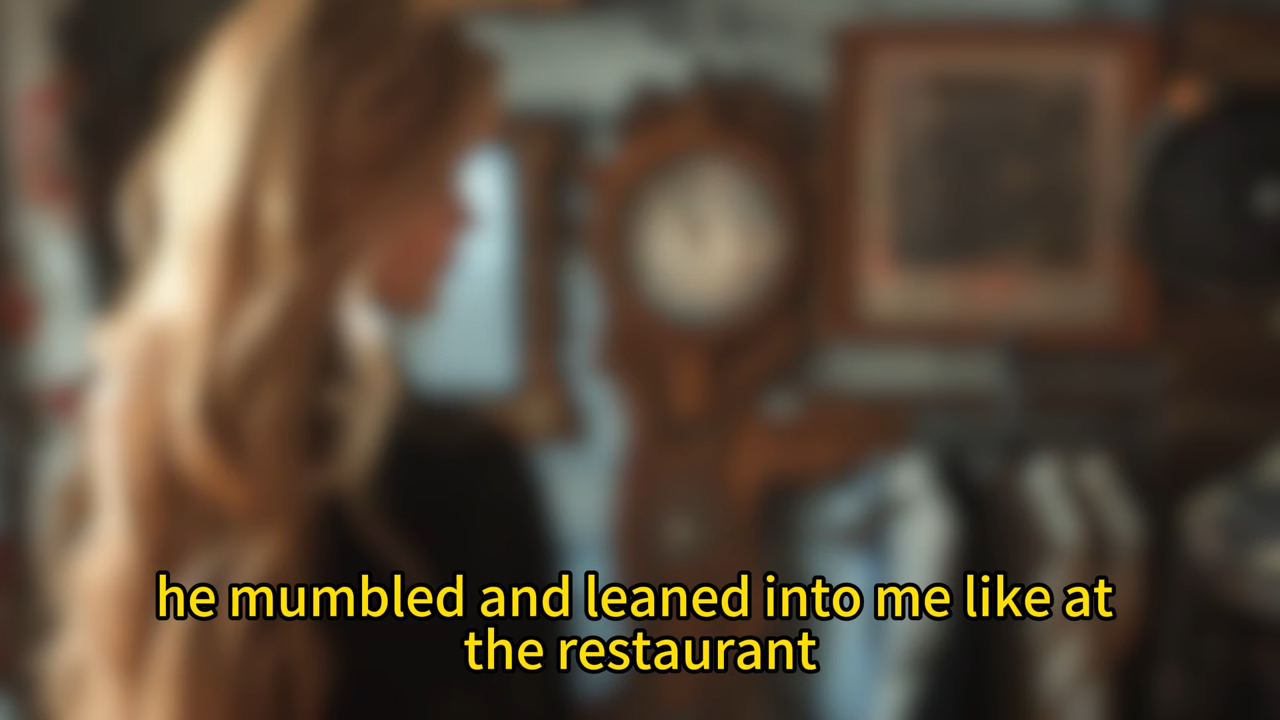 he mumbled and leaned into me like at
the restaurant